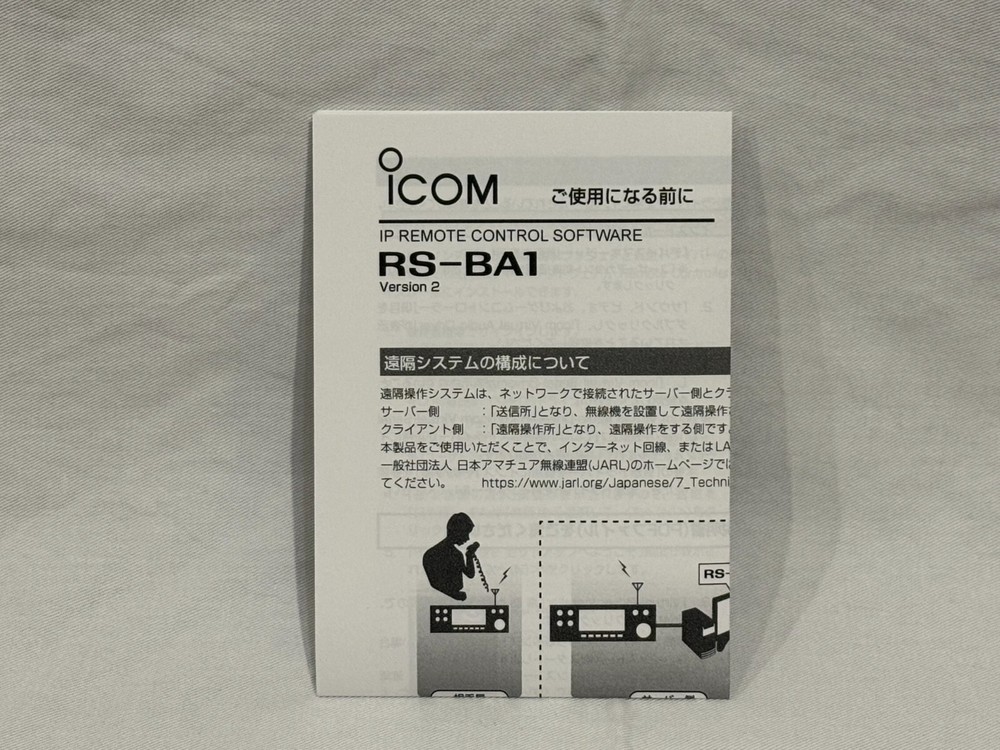 ICOM
ご使用になる前に
IP REMOTE CONTROL SOFTWARE
RS-BA1
Version 2
遠隔システムの構成について
遠隔操作システムは、ネットワークで接続されたサーバー側とクラ
サーバー側 ：「送信所」となり、無線機を設置して遠隔操作
クライアント側 ：「遠隔操作所」となり、遠隔操作をする側です。
本製品をご使用いただくことで、インターネット回線、またはLA
一般社団法人 日本アマチュア無線連盟(JARL)のホームページでは
てください。 https://www.jarl.org/Japanese/7_Techni
RS-